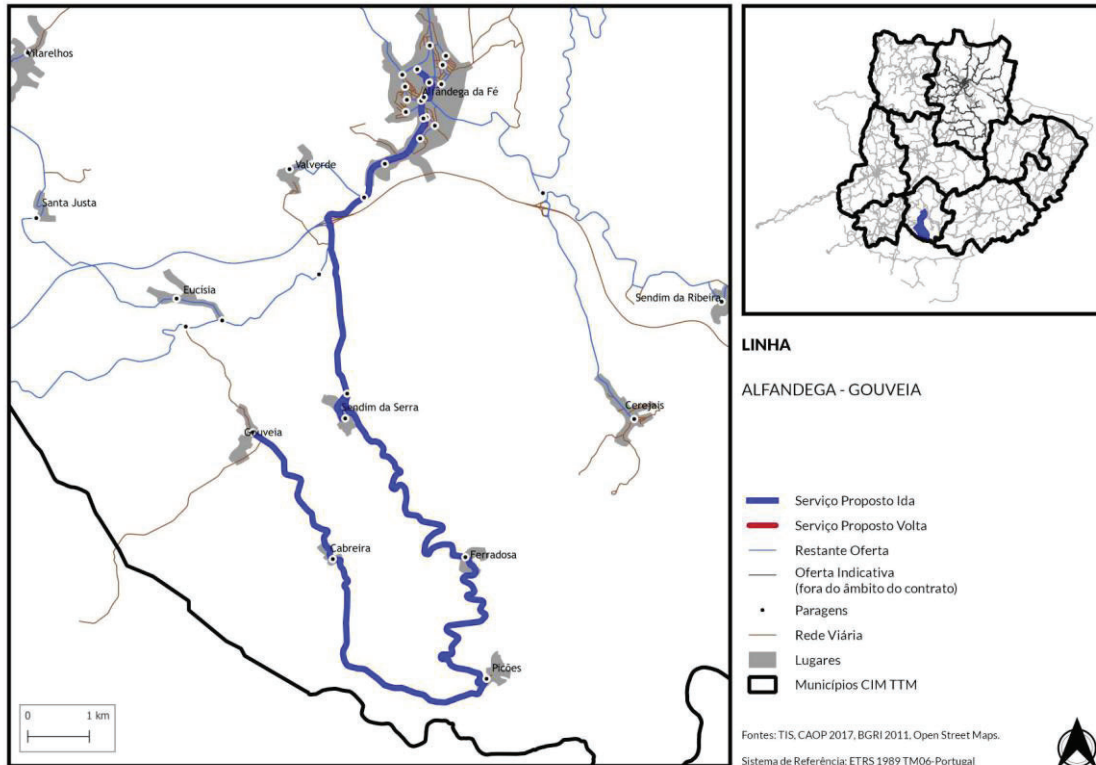 Vilarelhos
Alfandega da Fé
Valverde
Santa Justa
Eucísia
Sendim da Ribeira
Sendim da Serra
Cerejais
Gouveia
Cabreira
Ferradosa
Picões
0 1 km
LINHA
ALFANDEGA - GOUVEIA
Serviço Proposto Ida
Serviço Proposto Volta
Restante Oferta
Oferta Indicativa
(fora do âmbito do contrato)
Paragens
Rede Viária
Lugares
Municípios CIM TTM
Fontes: TIS, CAOP 2017, BGRI 2011, Open Street Maps.
Sistema de Referência: ETRS 1989 TM06-Portugal